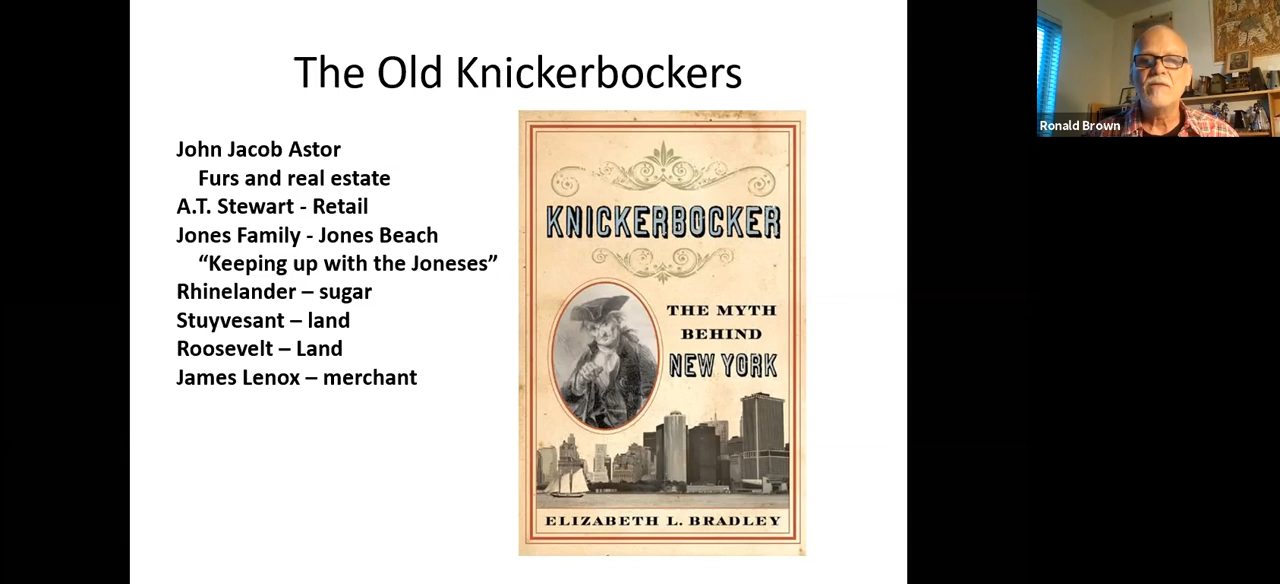 The Old Knickerbockers
John Jacob Astor
Furs and real estate
A.T. Stewart - Retail
Jones Family - Jones Beach
“Keeping up with the Joneses”
Rhinelander – sugar
Stuyvesant – land
Roosevelt – Land
James Lenox – merchant
KNICKERBOCKER
THE MYTH
BEHIND
NEW YORK
ELIZABETH L. BRADLEY
Ronald Brown